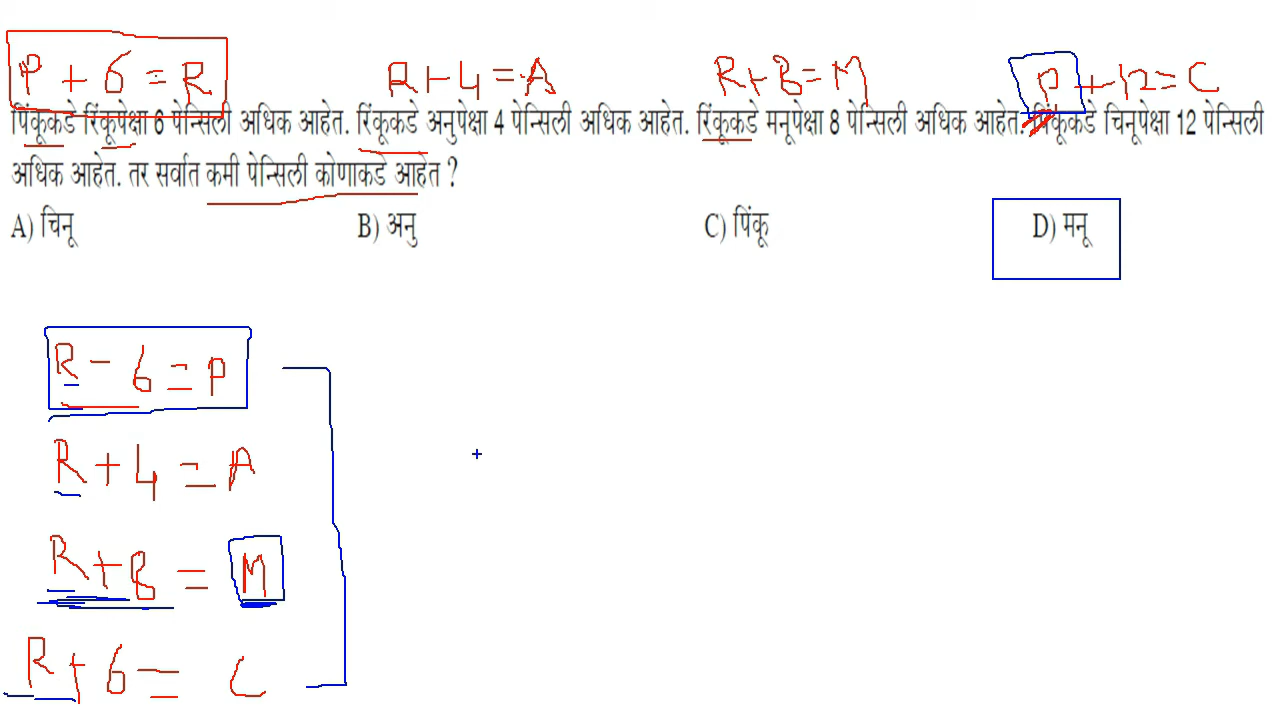 P + 6 = R R + 4 = A R + 8 = M P + 12 = C
पिंकूकडे रिंकूपेक्षा 6 पेन्सिली अधिक आहेत. रिंकूकडे अनुपेक्षा 4 पेन्सिली अधिक आहेत. रिंकूकडे मनूपेक्षा 8 पेन्सिली अधिक आहेत. पिंकूकडे चिनूपेक्षा 12 पेन्सिली
अधिक आहेत. तर सर्वात कमी पेन्सिली कोणाकडे आहेत ?
A) चिनू B) अनु C) पिंकू D) मनू
R - 6 = P
R + 4 = A
R + 8 = M
R + 6 = C